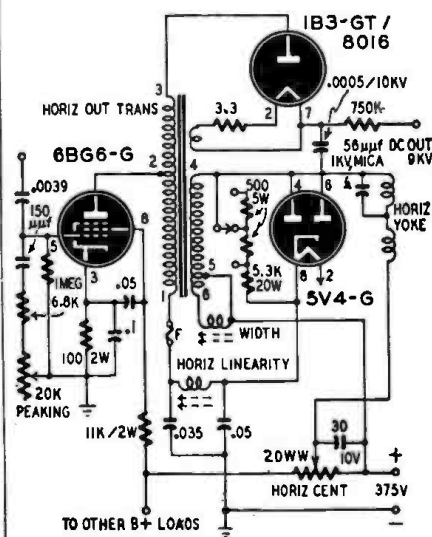 1B3-GT /
8016
3
.0005/10KV
HORIZ OUT TRANS
3.3
2
7
750K
6BG6-G
2
4
56µµf
DC OUT
1KV MICA
9KV
.0039
500
5W
4
6
150
µµf
8
HORIZ
YOKE
5
1MEG
3
.05
5
5.3K
20W
8
2
5V4-G
6.8K
1
6
.1
F
WIDTH
100
2W
HORIZ LINEARITY
20K
PEAKING
11K/2W
.035
.05
30
10V
+
20WW
375V
HORIZ CENT
−
TO OTHER B+ LOADS